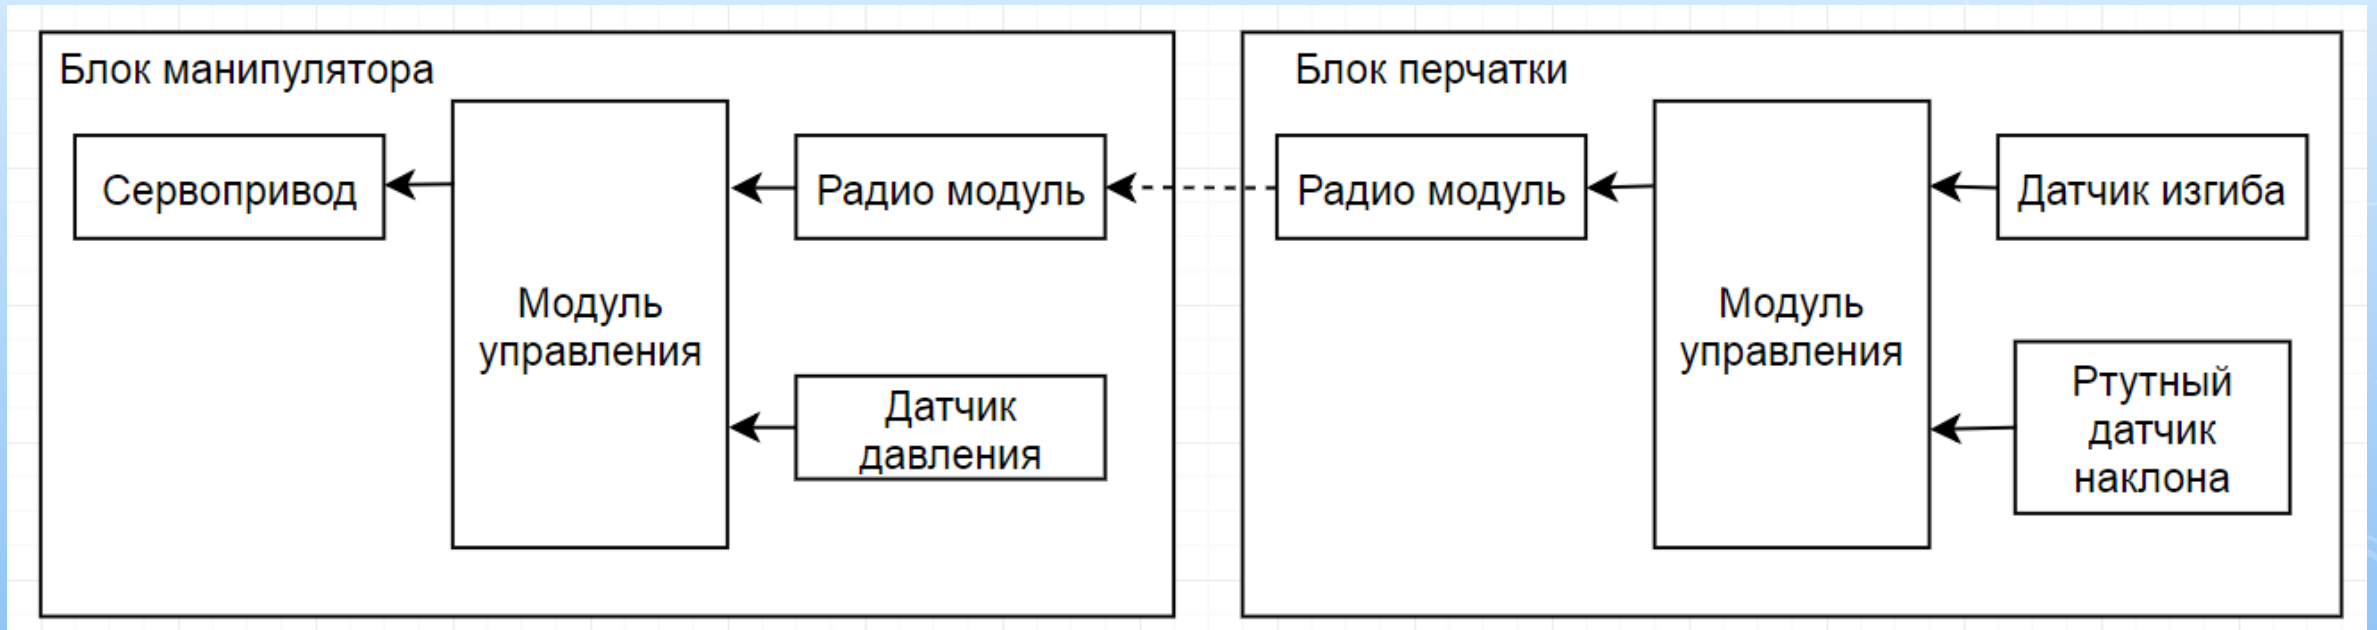 Блок манипулятора
Сервопривод
Модуль
управления
Радио модуль
Датчик
давления
Блок перчатки
Радио модуль
Модуль
управления
Датчик изгиба
Ртутный
датчик
наклона